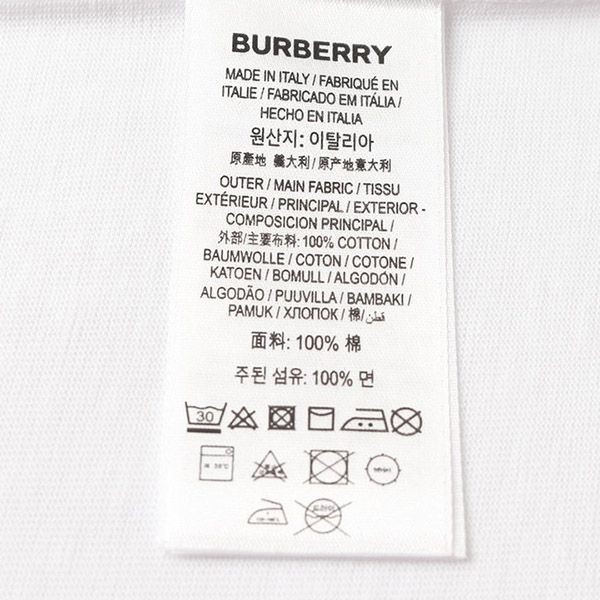 BURBERRY
MADE IN ITALY / FABRIQUÉ EN
ITALIE / FABRICADO EM ITÁLIA /
HECHO EN ITALIA
원산지: 이탈리아
原產地 義大利 / 原产地意大利
OUTER / MAIN FABRIC / TISSU
EXTÉRIEUR / PRINCIPAL / EXTERIOR -
COMPOSICION PRINCIPAL /
外部/主要布料: 100% COTTON /
BAUMWOLLE / COTON / COTONE /
KATOEN / BOMULL / ALGODÓN /
ALGODÃO / PUUVILLA / BAMBAKI /
PAMUK / ХЛОПОК / 棉 / قطن
面料: 100% 棉
주된 섬유: 100% 면
30
드라이